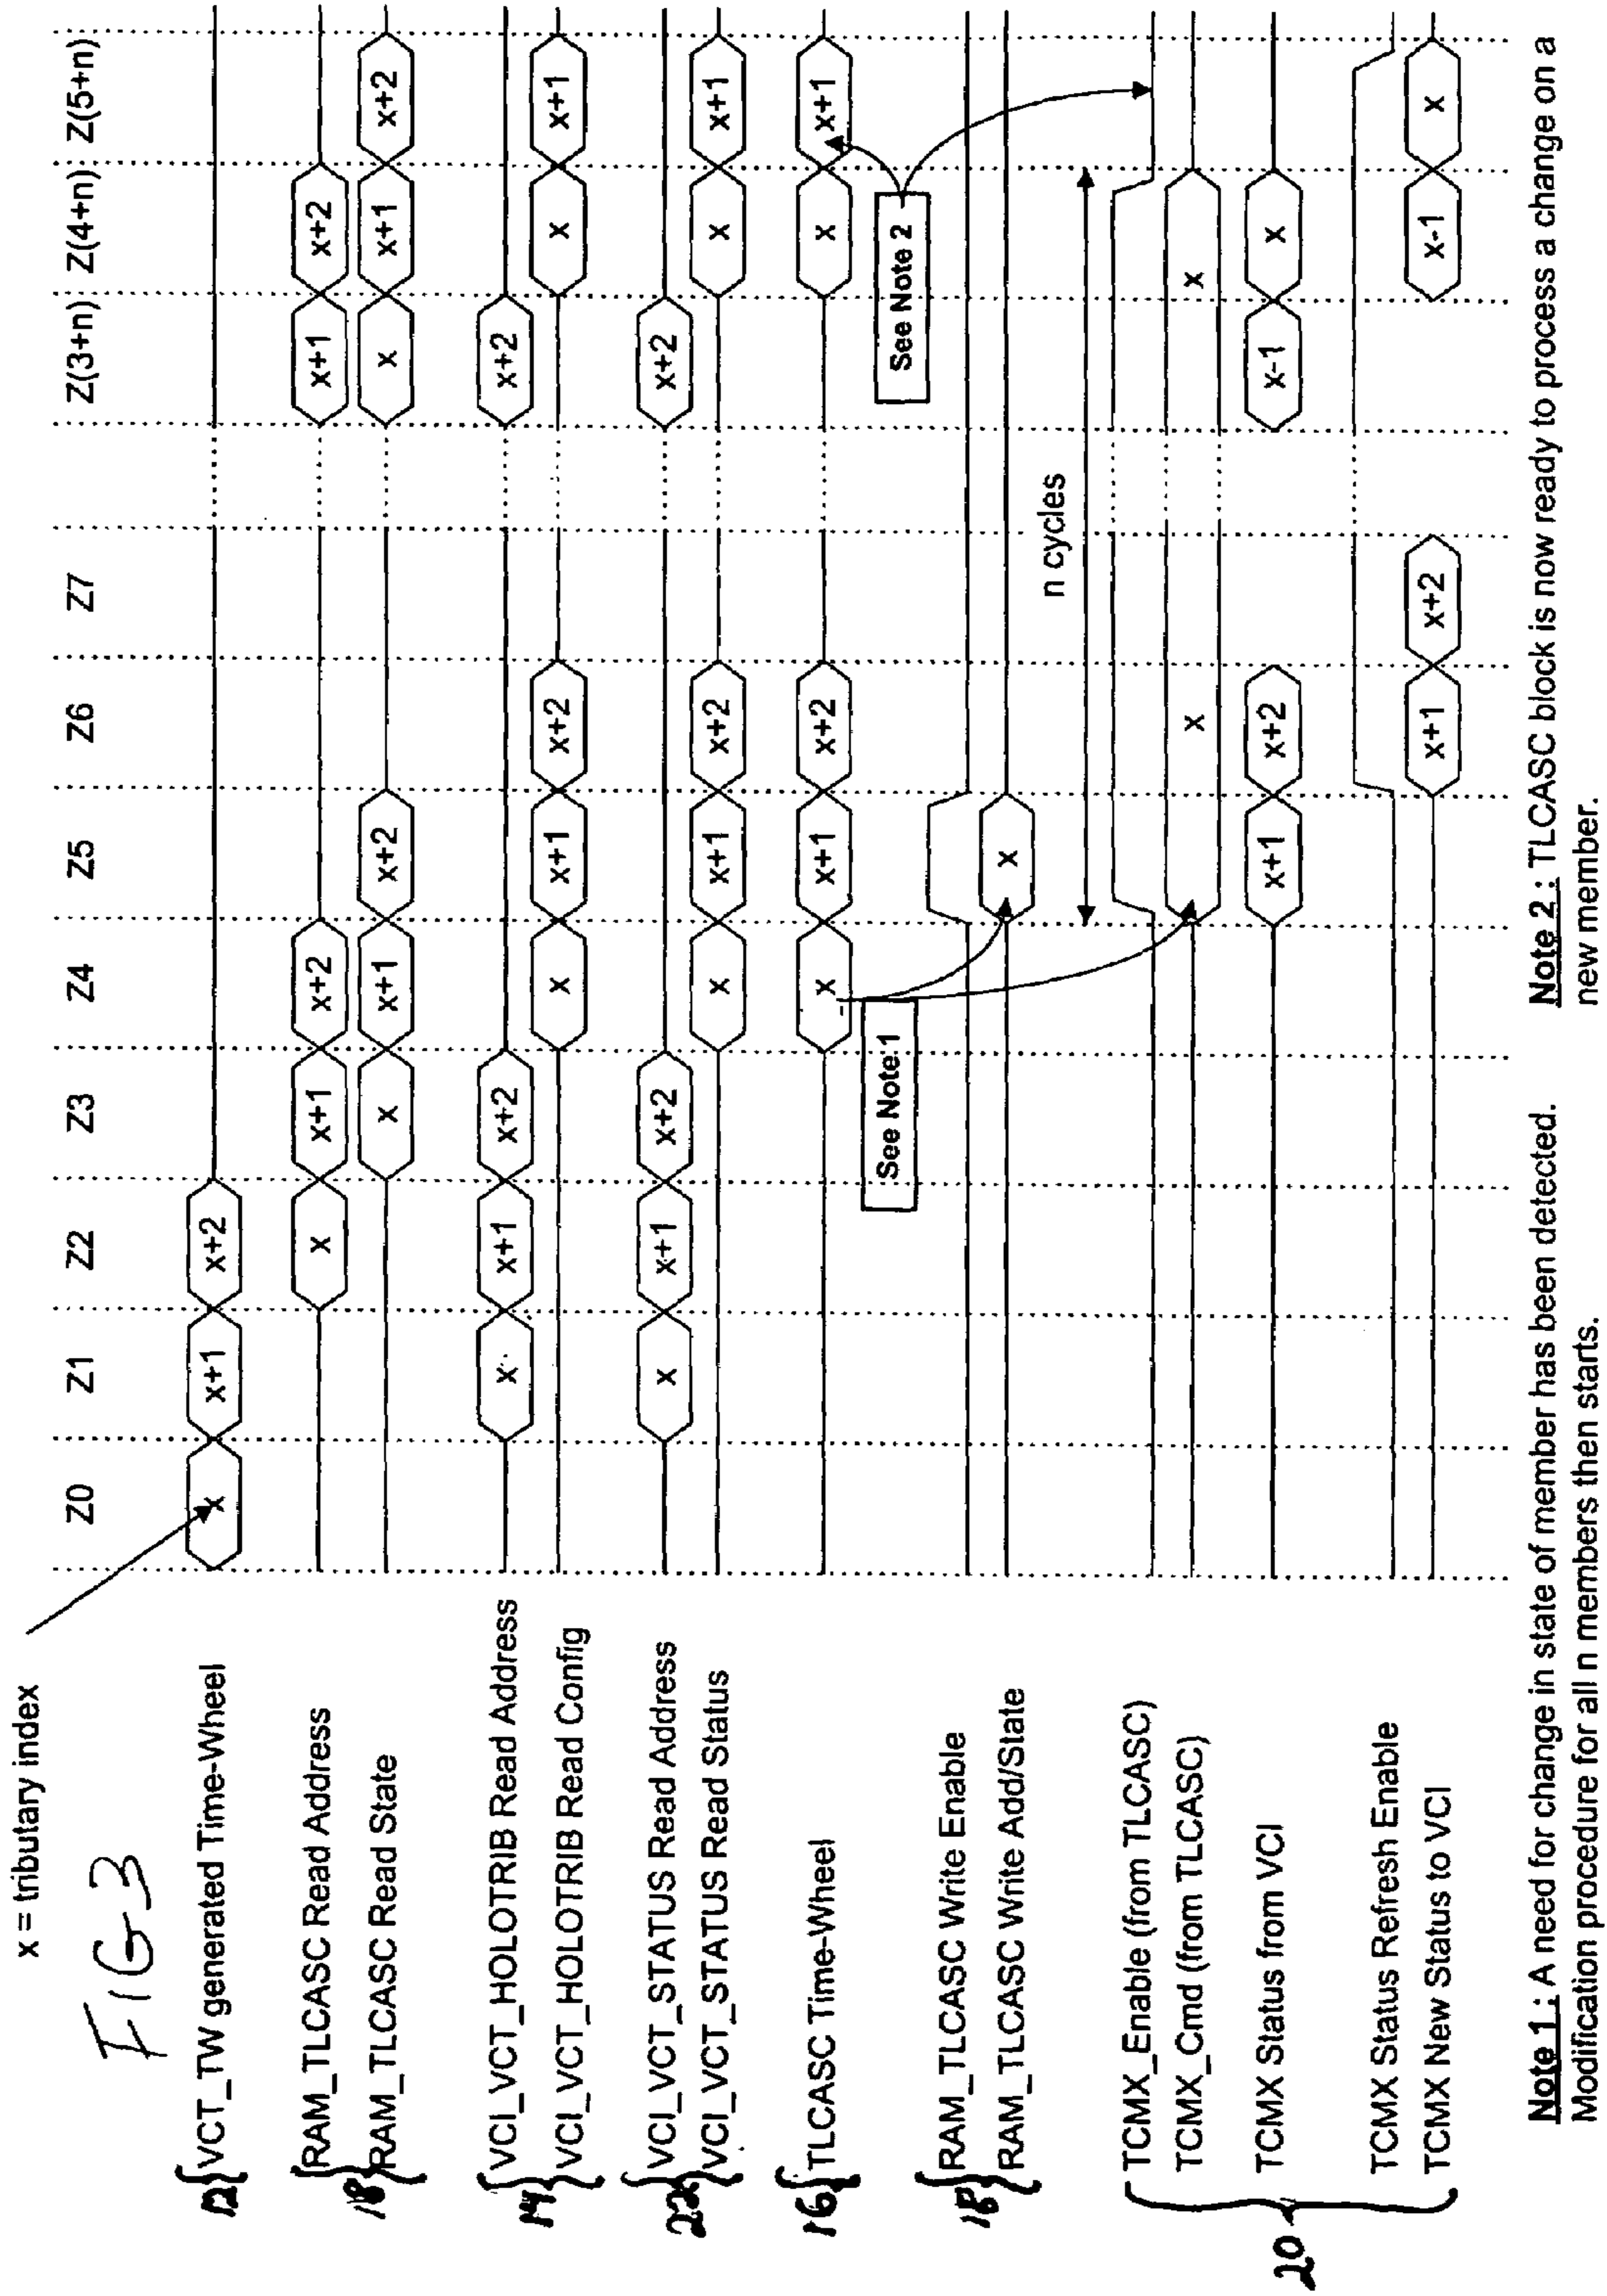 x = tributary index
FIG 3
Z0 Z1 Z2 Z3 Z4 Z5 Z6 Z7 Z(3+n) Z(4+n) Z(5+n)
12 { VCT_TW generated Time-Wheel x x+1 x+2
RAM_TLCASC Read Address x x+1 x+2 x+1 x+2
18 { RAM_TLCASC Read State x x+1 x+2 x x+1 x+2
VCI_VCT_HOLOTRIB Read Address x x+1 x+2 x+2
14 { VCI_VCT_HOLOTRIB Read Config x x+1 x+2 x x+1
VCI_VCT_STATUS Read Address x x+1 x+2 x+2
22 { VCI_VCT_STATUS Read Status x x+1 x+2 x x+1
16 { TLCASC Time-Wheel x x+1 x+2 x x+1
See Note 1
See Note 2
18 { RAM_TLCASC Write Enable
RAM_TLCASC Write Add/State x
n cycles
TCMX_Enable (from TLCASC)
TCMX_Cmd (from TLCASC) x x
20 { TCMX Status from VCI x+1 x+2 x-1 x
TCMX Status Refresh Enable
TCMX New Status to VCI x+1 x+2 x-1 x
Note 1 : A need for change in state of member has been detected.
Modification procedure for all n members then starts.
Note 2 : TLCASC block is now ready to process a change on a
new member.